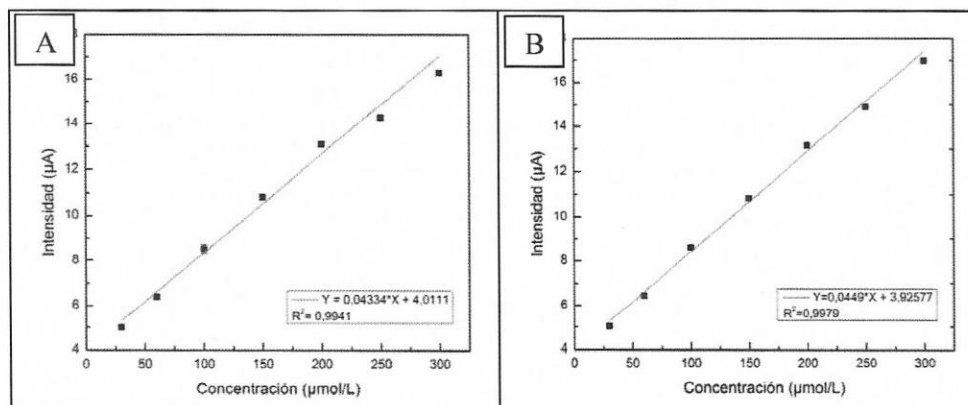 A
Intensidad (µA)
16
14
12
10
8
6
4
0
50
100
150
200
250
300
Concentración (µmol/L)
Y = 0,04334*X + 4,0111
R²= 0,9941
B
Intensidad (µA)
16
14
12
10
8
6
4
0
50
100
150
200
250
300
Concentración (µmol/L)
Y=0,0449*X + 3,92577
R²=0,9979